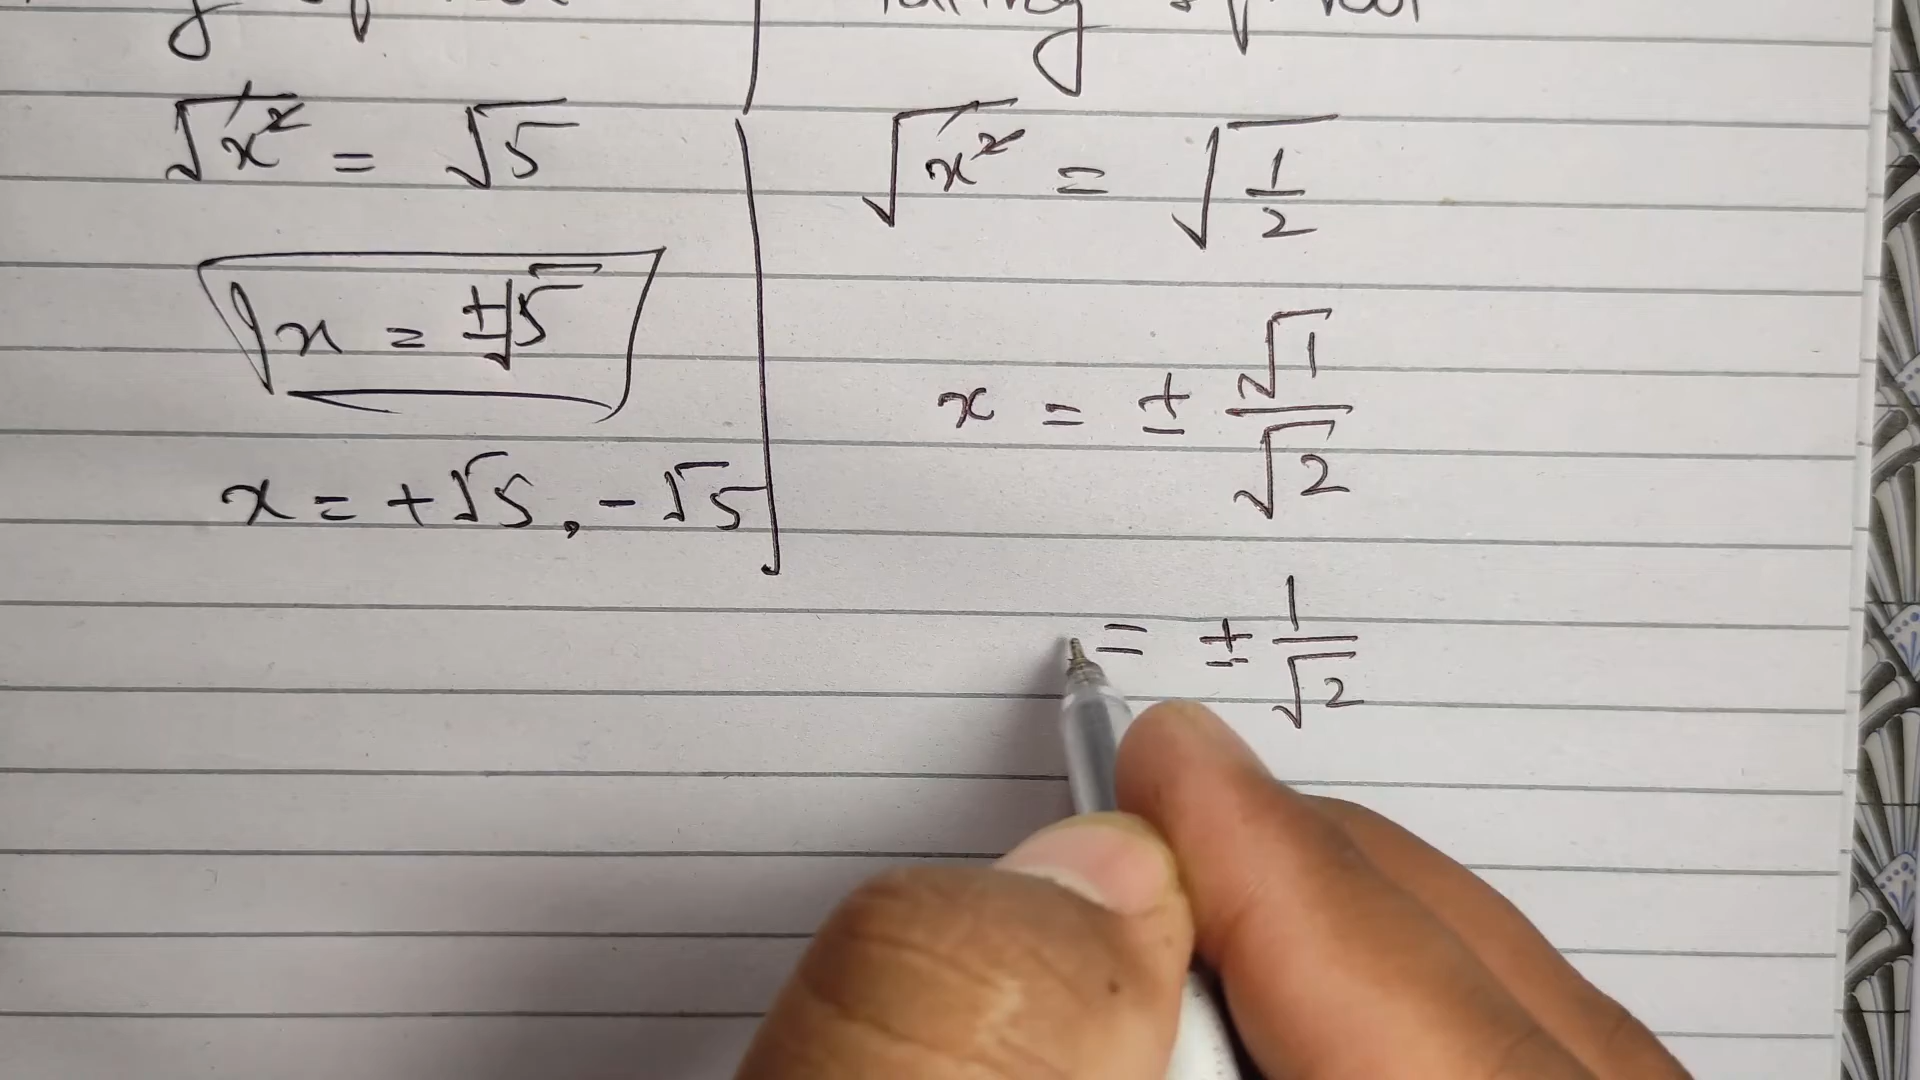 √x² = √5
x = ±√5
x = +√5, -√5
√x² = √1/2
x = ± √1/√2
= ± 1/√2